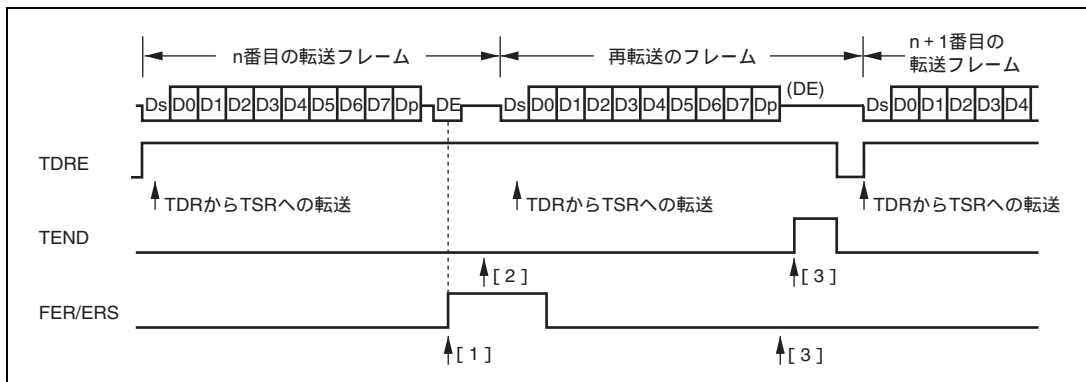 n番目の転送フレーム
再転送のフレーム
n + 1番目の
転送フレーム
Ds D0 D1 D2 D3 D4 D5 D6 D7 Dp DE Ds D0 D1 D2 D3 D4 D5 D6 D7 Dp (DE) Ds D0 D1 D2 D3 D4
TDRE
TDRからTSRへの転送 TDRからTSRへの転送 TDRからTSRへの転送
TEND
[ 2 ] [ 3 ]
FER/ERS
[ 1 ] [ 3 ]